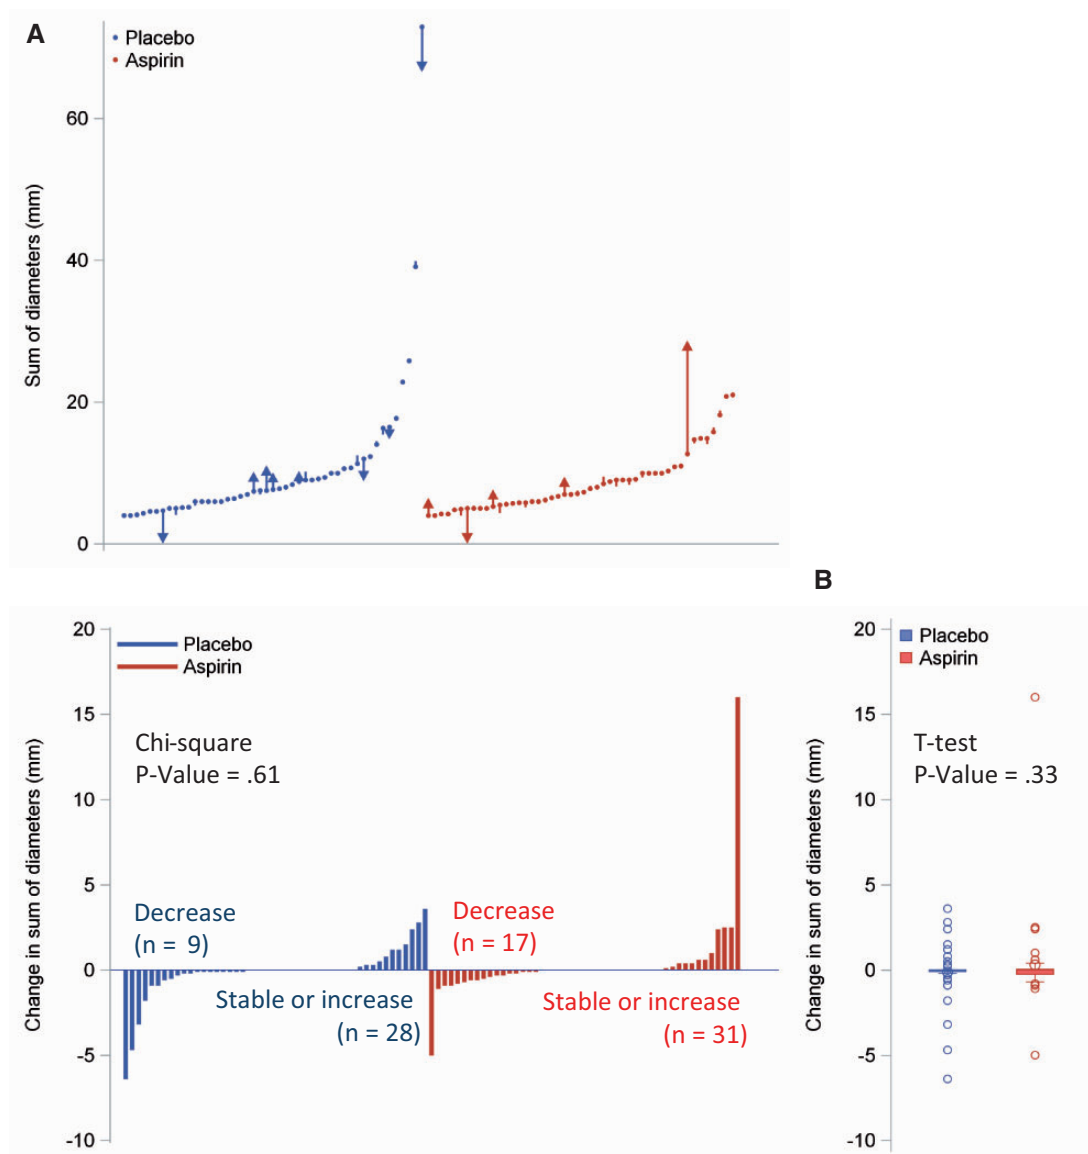 A
Placebo
Aspirin
Sum of diameters (mm)
60
40
20
0
B
20
15
10
5
0
-5
-10
Change in sum of diameters (mm)
Placebo
Aspirin
Chi-square
P-Value = .61
Decrease
(n = 9)
Stable or increase
(n = 28)
Decrease
(n = 17)
Stable or increase
(n = 31)
20
15
10
5
0
-5
-10
Change in sum of diameters (mm)
Placebo
Aspirin
T-test
P-Value = .33